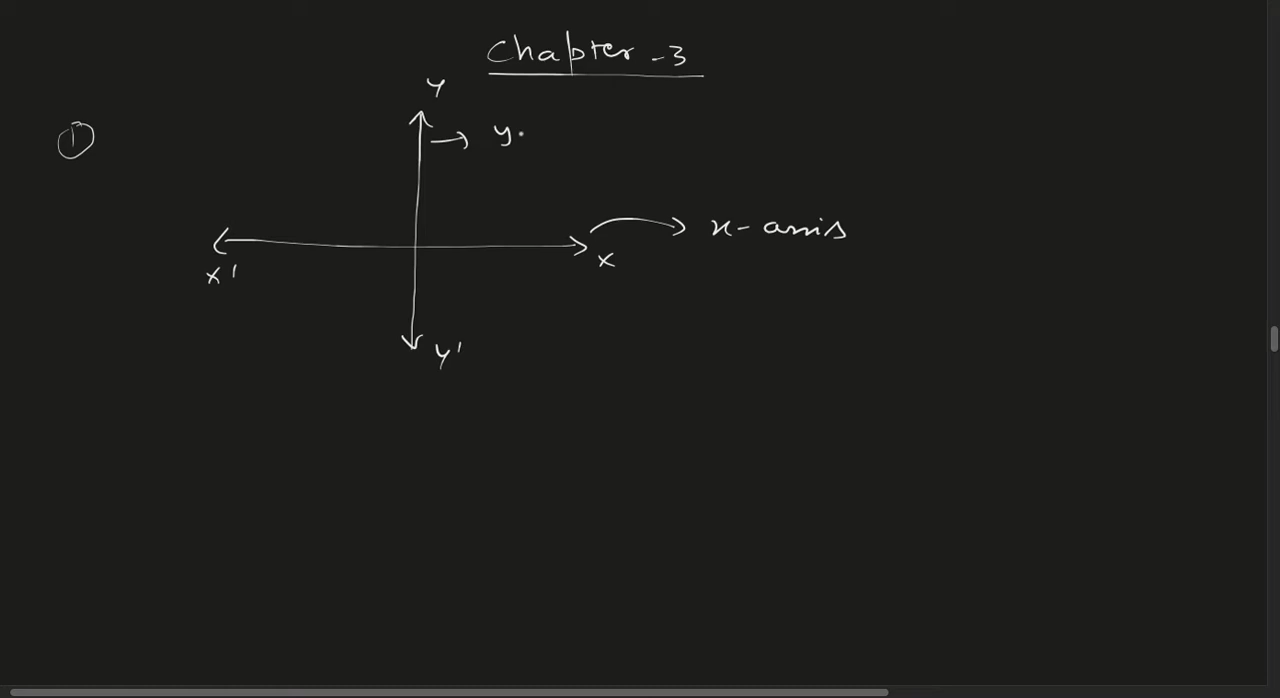 Chapter -3
Y
①
→ y.
x - axis
X
X'
Y'